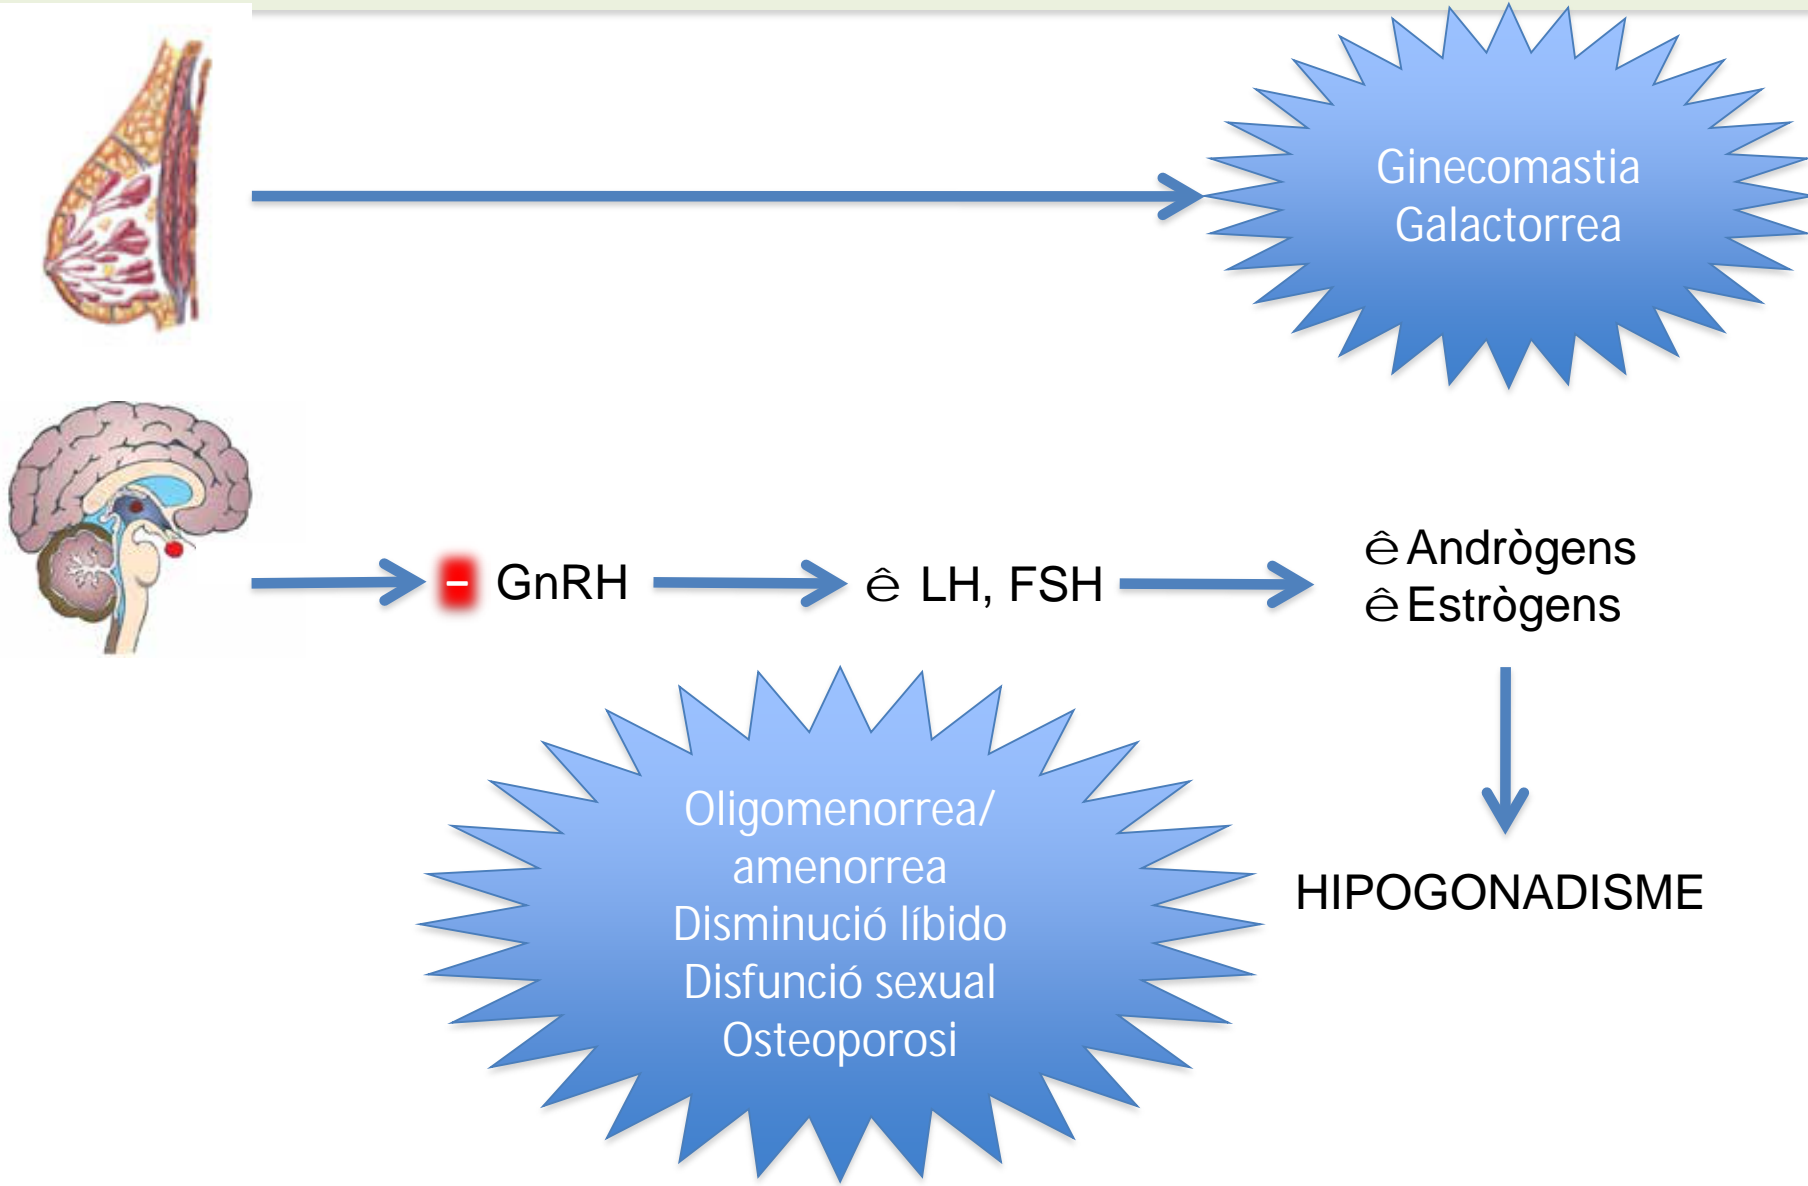 Ginecomastia
Galactorrea
- GnRH
ê LH, FSH
ê Andrògens
ê Estrògens
Oligomenorrea/
amenorrea
Disminució líbido
Disfunció sexual
Osteoporosi
HIPOGONADISME